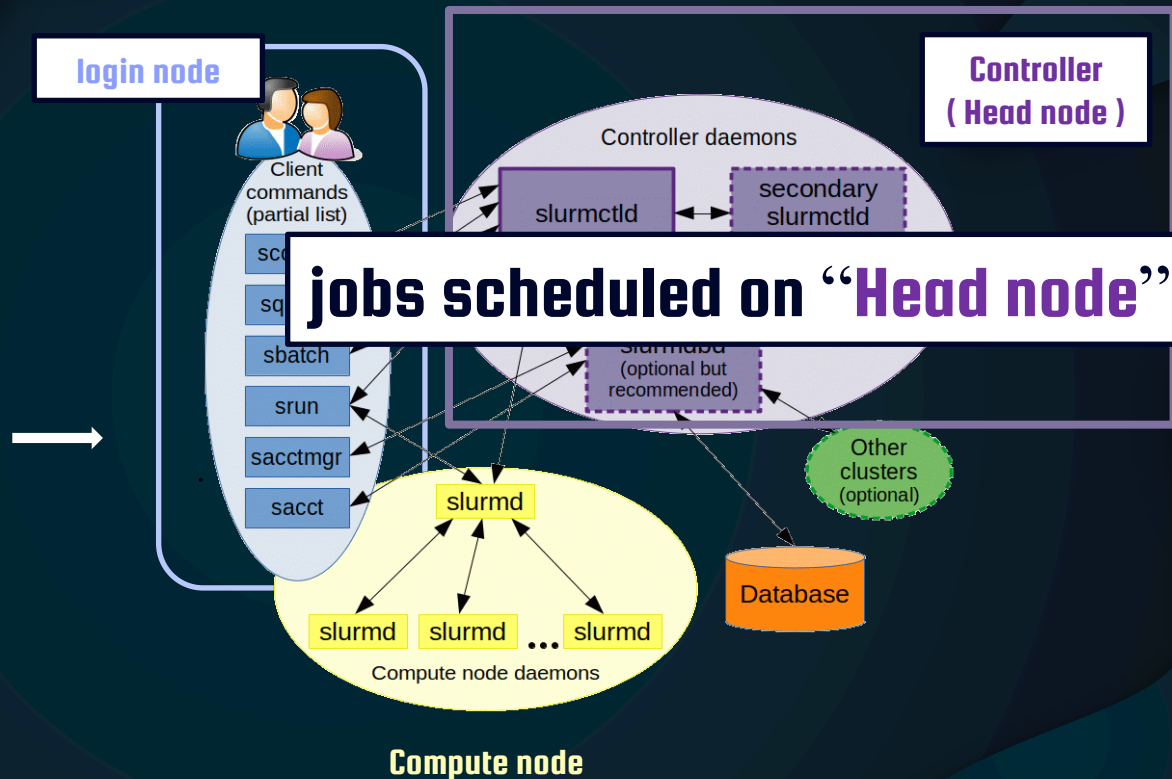 login node
Controller
( Head node )
Client
commands
(partial list)
Controller daemons
slurmctld
secondary
slurmctld
jobs scheduled on “Head node”
sbatch
srun
sacctmgr
sacct
slurmdbd
(optional but
recommended)
Other
clusters
(optional)
slurmd
Database
slurmd
slurmd
...
slurmd
Compute node daemons
Compute node